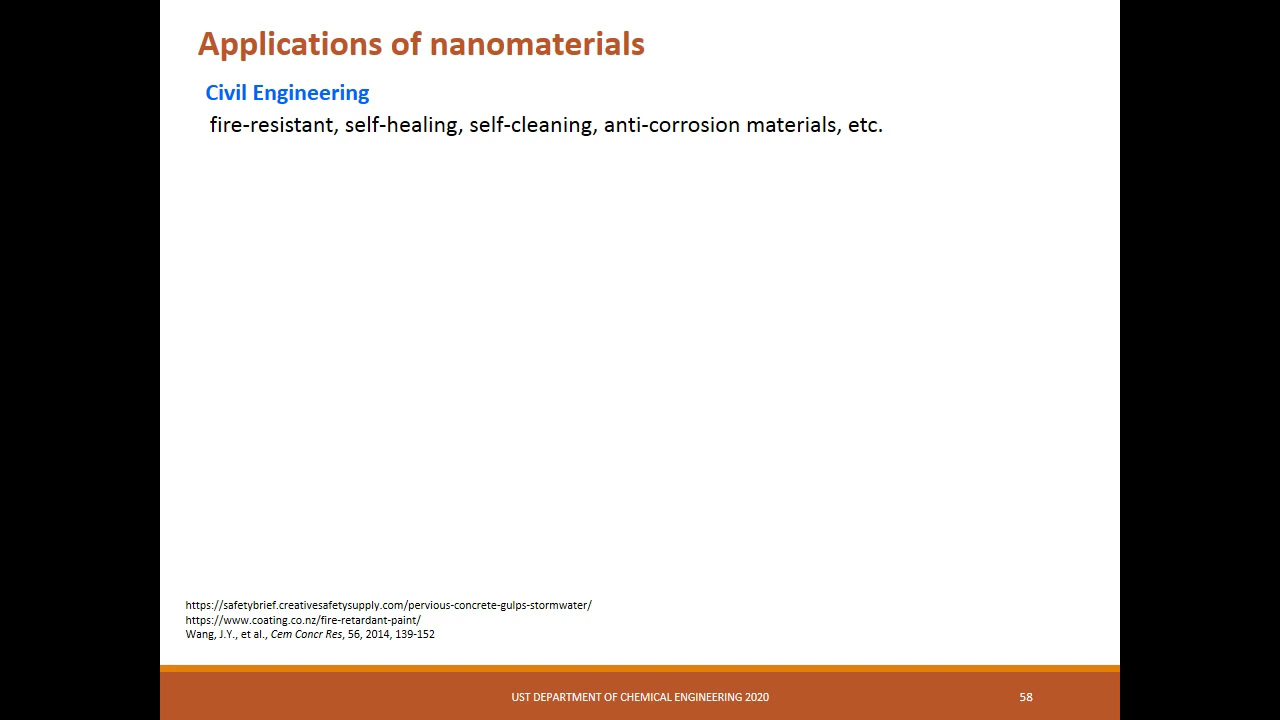 Applications of nanomaterials
Civil Engineering
fire-resistant, self-healing, self-cleaning, anti-corrosion materials, etc.
https://safetybrief.creativesafetysupply.com/pervious-concrete-gulps-stormwater/
https://www.coating.co.nz/fire-retardant-paint/
Wang, J.Y., et al., Cem Concr Res, 56, 2014, 139-152
UST DEPARTMENT OF CHEMICAL ENGINEERING 2020
58